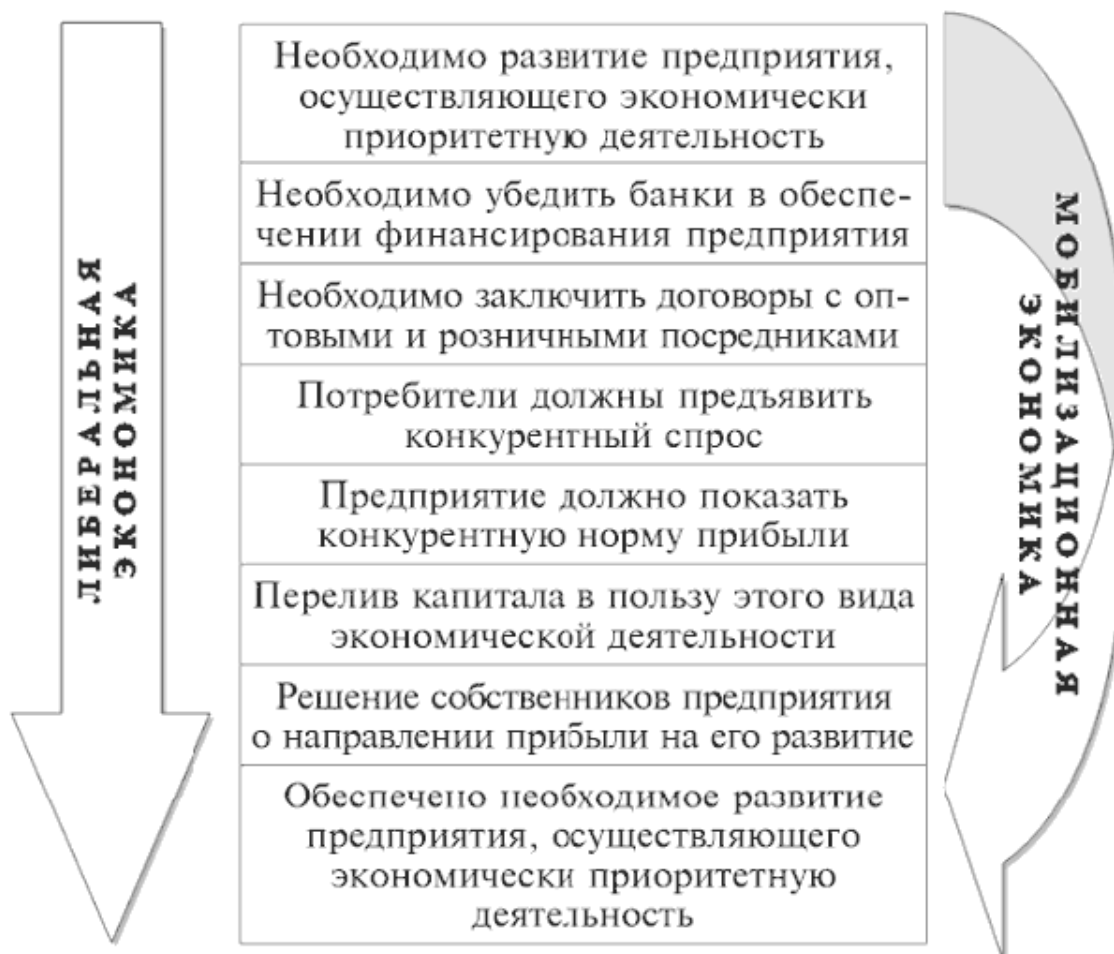 ЛИБЕРАЛЬНАЯ
ЭКОНОМИКА
Необходимо развитие предприятия,
осуществляющего экономически
приоритетную деятельность
Необходимо убедить банки в обеспе-
чении финансирования предприятия
Необходимо заключить договоры с оп-
товыми и розничными посредниками
Потребители должны предъявить
конкурентный спрос
Предприятие должно показать
конкурентную норму прибыли
Перелив капитала в пользу этого вида
экономической деятельности
Решение собственников предприятия
о направлении прибыли на его развитие
Обеспечено необходимое развитие
предприятия, осуществляющего
экономически приоритетную
деятельность
МОБИЛИЗАЦИОННАЯ
ЭКОНОМИКА